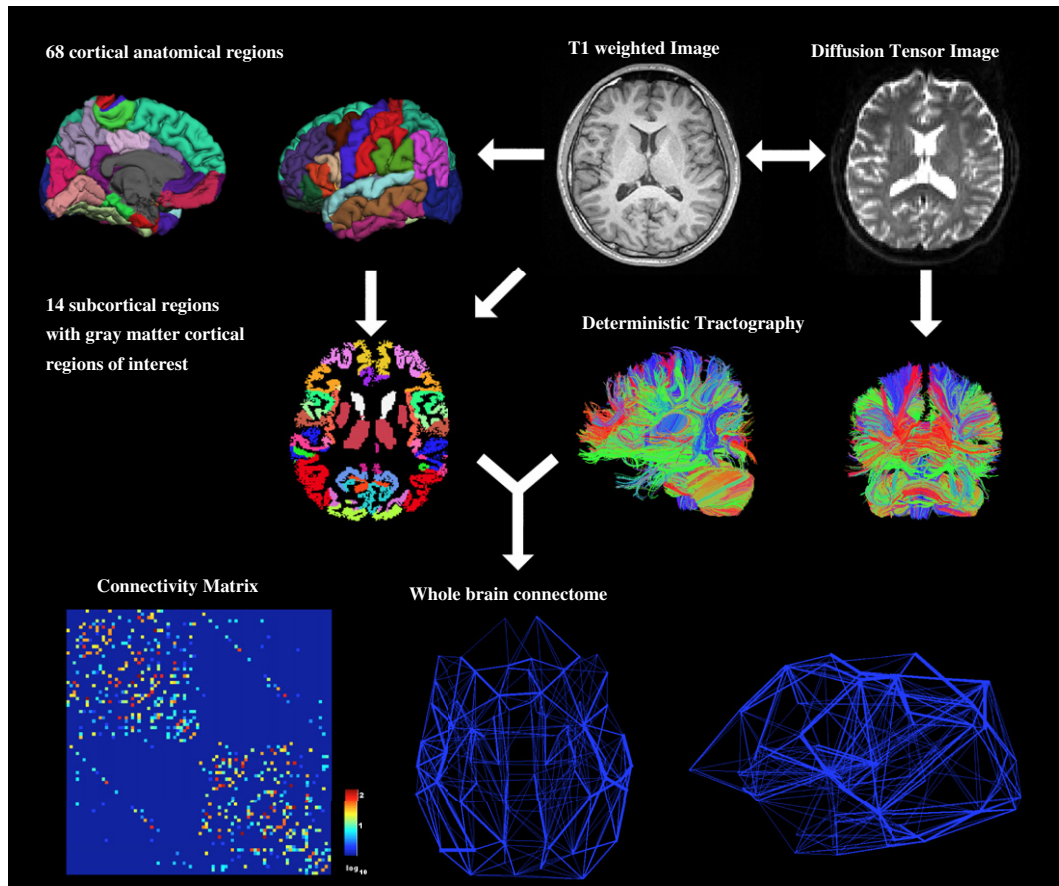 68 cortical anatomical regions
T1 weighted Image
Diffusion Tensor Image
14 subcortical regions
with gray matter cortical
regions of interest
Deterministic Tractography
Connectivity Matrix
Whole brain connectome
2
1
log10